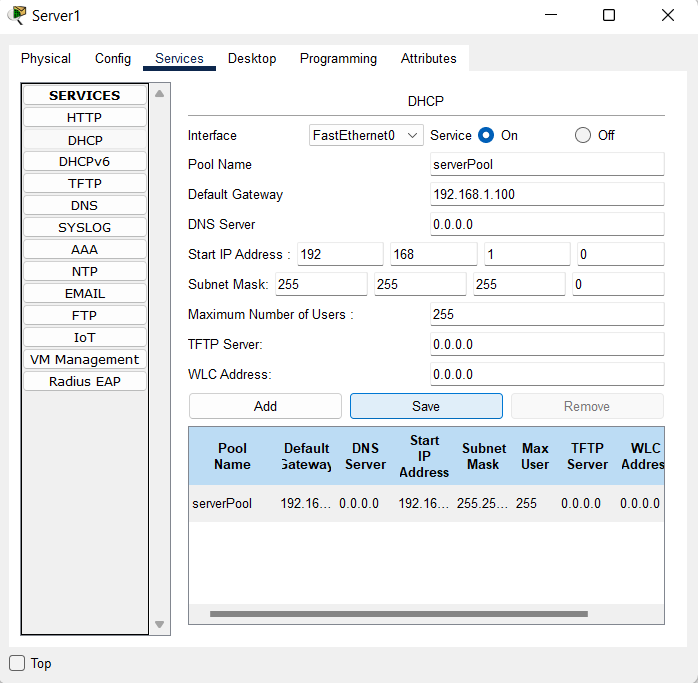 Server1
Physical Config Services Desktop Programming Attributes
SERVICES
HTTP
DHCP
DHCPv6
TFTP
DNS
SYSLOG
AAA
NTP
EMAIL
FTP
IoT
VM Management
Radius EAP
DHCP
Interface FastEthernet0 Service On Off
Pool Name serverPool
Default Gateway 192.168.1.100
DNS Server 0.0.0.0
Start IP Address : 192 168 1 0
Subnet Mask: 255 255 255 0
Maximum Number of Users : 255
TFTP Server: 0.0.0.0
WLC Address: 0.0.0.0
Add Save Remove
Pool Name Default Gateway DNS Server Start IP Address Subnet Mask Max User TFTP Server WLC Addres
serverPool 192.16... 0.0.0.0 192.16... 255.25... 255 0.0.0.0 0.0.0.0
Top